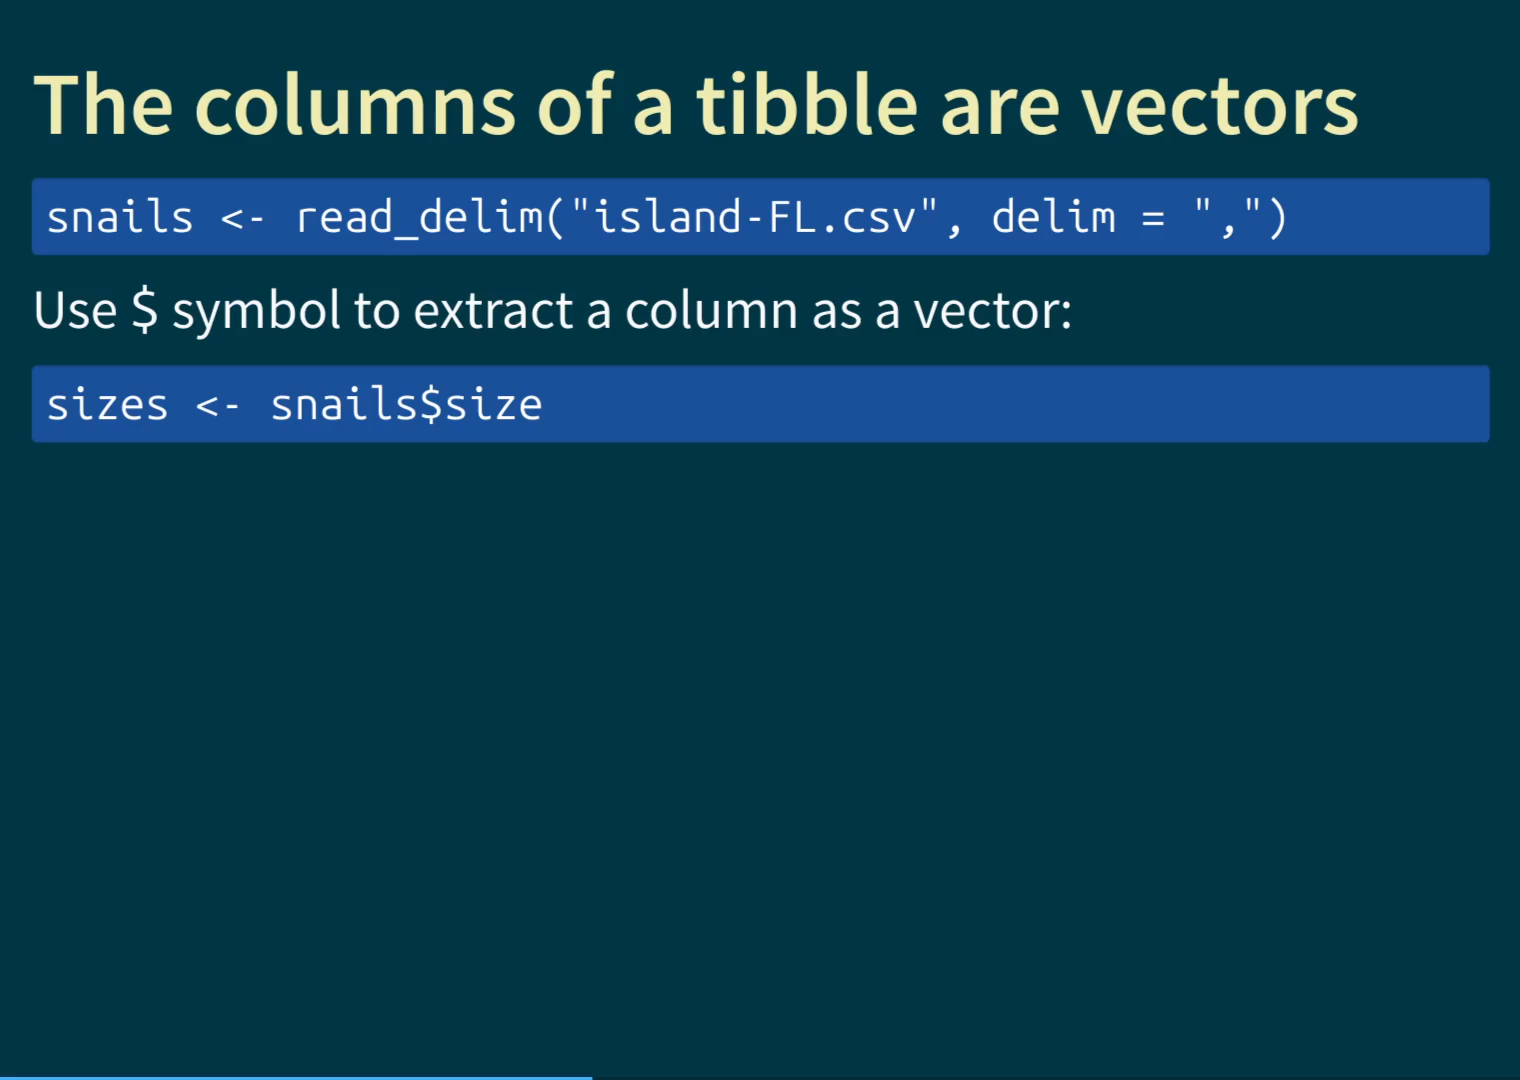 The columns of a tibble are vectors
snails <- read_delim("island-FL.csv", delim = ",")
Use $ symbol to extract a column as a vector:
sizes <- snails$size